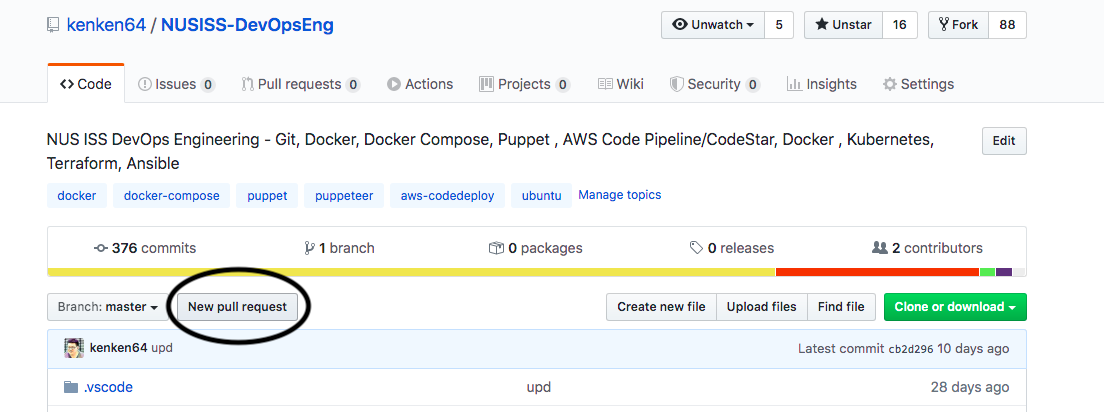 kenken64 / NUSISS-DevOpsEng
Unwatch 5 Unstar 16 Fork 88
Code Issues 0 Pull requests 0 Actions Projects 0 Wiki Security 0 Insights Settings
NUS ISS DevOps Engineering - Git, Docker, Docker Compose, Puppet , AWS Code Pipeline/CodeStar, Docker , Kubernetes,
Terraform, Ansible
Edit
docker docker-compose puppet puppeteer aws-codedeploy ubuntu Manage topics
376 commits 1 branch 0 packages 0 releases 2 contributors
Branch: master New pull request Create new file Upload files Find file Clone or download
kenken64 upd Latest commit cb2d296 10 days ago
.vscode upd 28 days ago